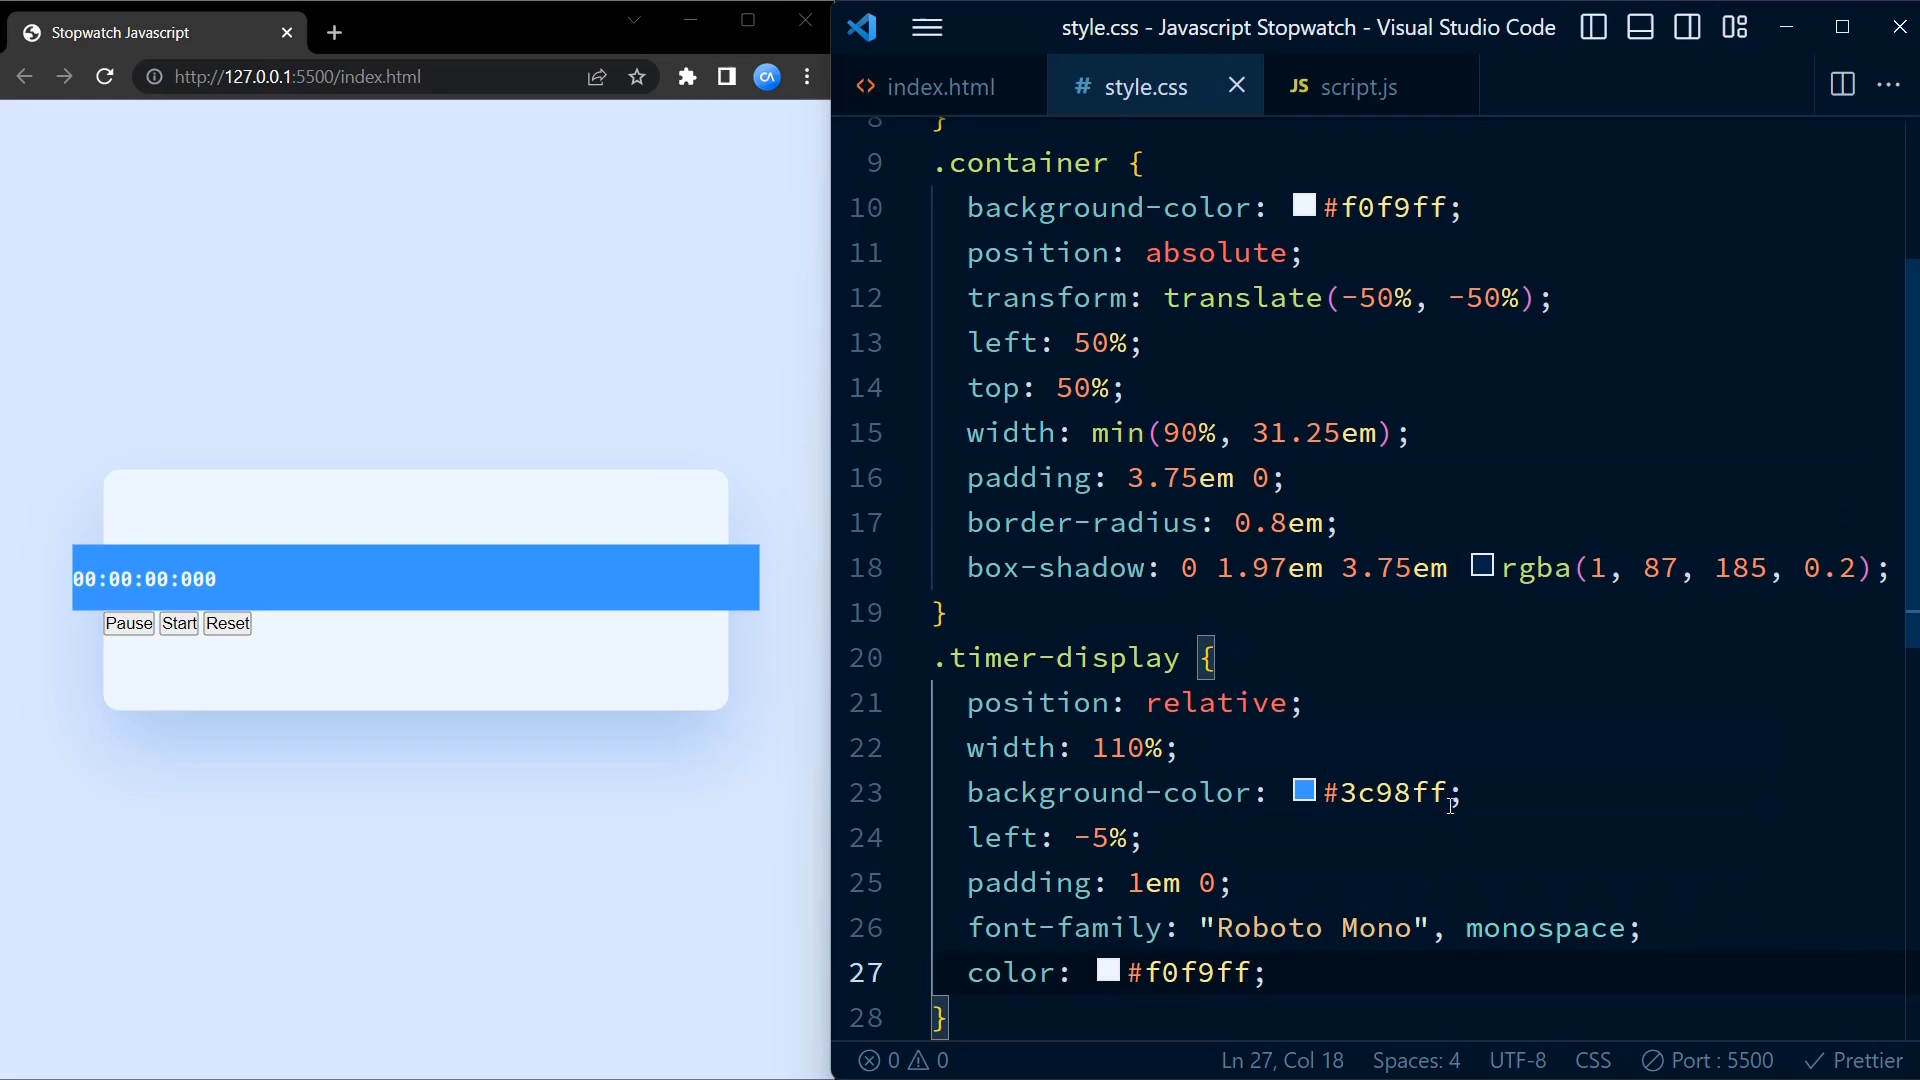 Stopwatch Javascript
http://127.0.0.1:5500/index.html
CA
00:00:00:000
Pause Start Reset
style.css - Javascript Stopwatch - Visual Studio Code
<> index.html
# style.css
JS script.js
8 }
9 .container {
10 background-color: #f0f9ff;
11 position: absolute;
12 transform: translate(-50%, -50%);
13 left: 50%;
14 top: 50%;
15 width: min(90%, 31.25em);
16 padding: 3.75em 0;
17 border-radius: 0.8em;
18 box-shadow: 0 1.97em 3.75em rgba(1, 87, 185, 0.2);
19 }
20 .timer-display {
21 position: relative;
22 width: 110%;
23 background-color: #3c98ff;
24 left: -5%;
25 padding: 1em 0;
26 font-family: "Roboto Mono", monospace;
27 color: #f0f9ff;
28 }
0 0 Ln 27, Col 18 Spaces: 4 UTF-8 CSS Port : 5500 Prettier